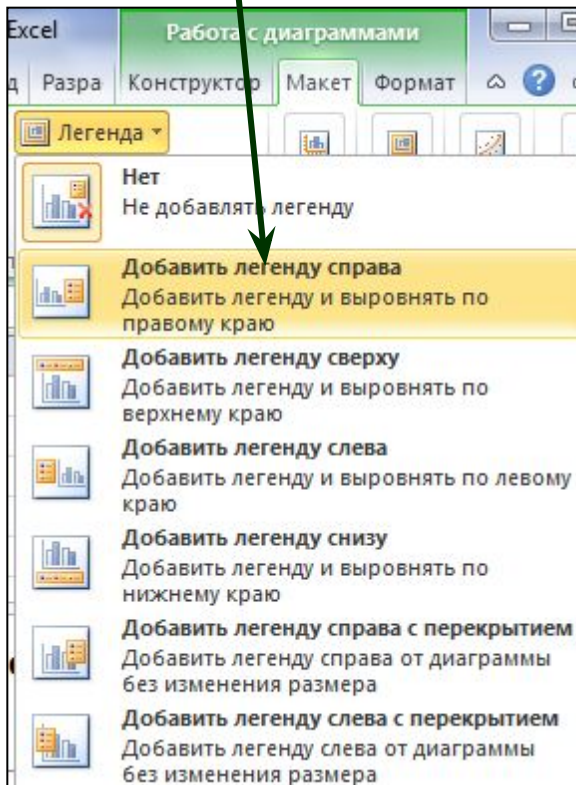 Excel Работа с диаграммами
Разра Конструктор Макет Формат
Легенда
Нет
Не добавлять легенду
Добавить легенду справа
Добавить легенду и выровнять по
правому краю
Добавить легенду сверху
Добавить легенду и выровнять по
верхнему краю
Добавить легенду слева
Добавить легенду и выровнять по левому
краю
Добавить легенду снизу
Добавить легенду и выровнять по
нижнему краю
Добавить легенду справа с перекрытием
Добавить легенду справа от диаграммы
без изменения размера
Добавить легенду слева с перекрытием
Добавить легенду слева от диаграммы
без изменения размера